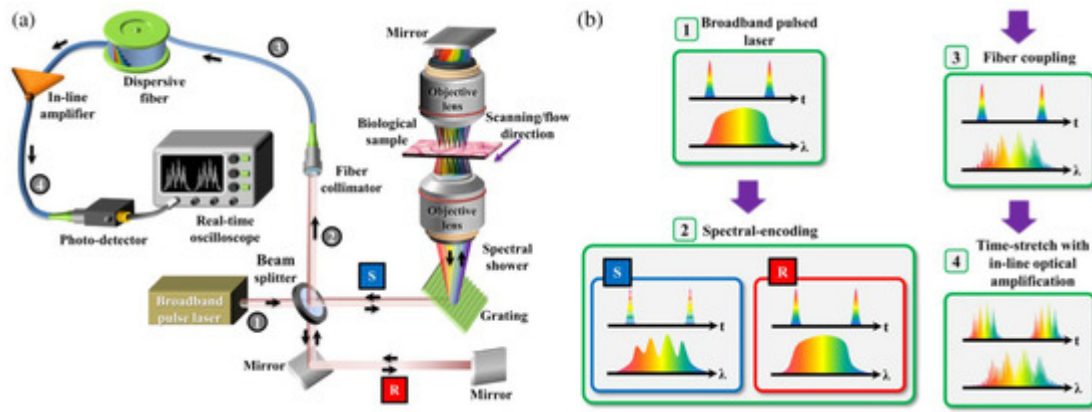 (a)
Mirror
3
Dispersive
fiber
In-line
amplifier
Objective
lens
Biological
sample
Scanning/flow
direction
4
Fiber
collimator
Objective
lens
Photo-detector
Real-time
oscilloscope
2
Beam
splitter
S
Spectral
shower
Broadband
pulse laser
1
Grating
Mirror
R
Mirror
(b)
1 Broadband pulsed
laser
t
λ
2 Spectral-encoding
S
t
λ
R
t
λ
3 Fiber coupling
t
λ
4 Time-stretch with
in-line optical
amplification
t
λ